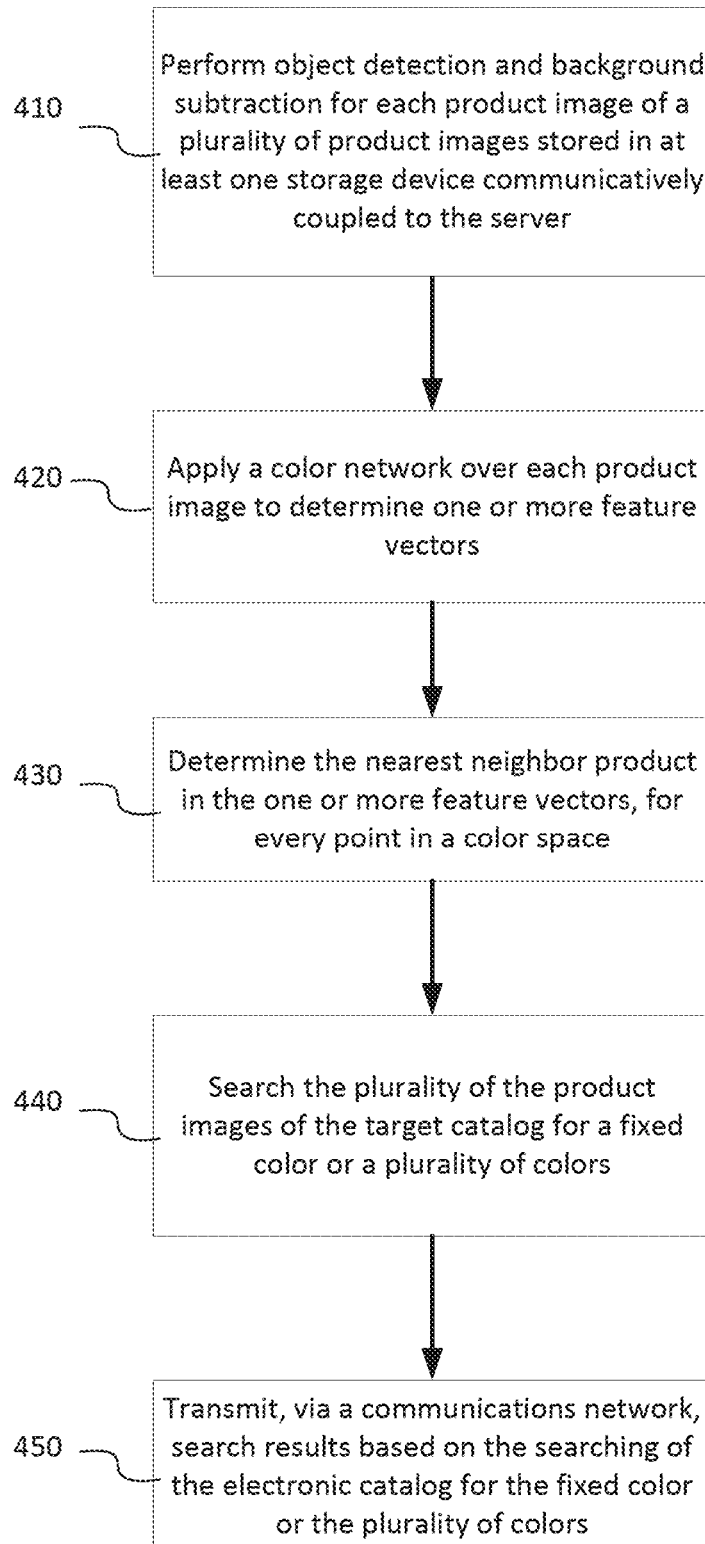 410
Perform object detection and background
subtraction for each product image of a
plurality of product images stored in at
least one storage device communicatively
coupled to the server
420
Apply a color network over each product
image to determine one or more feature
vectors
430
Determine the nearest neighbor product
in the one or more feature vectors, for
every point in a color space
440
Search the plurality of the product
images of the target catalog for a fixed
color or a plurality of colors
450
Transmit, via a communications network,
search results based on the searching of
the electronic catalog for the fixed color
or the plurality of colors